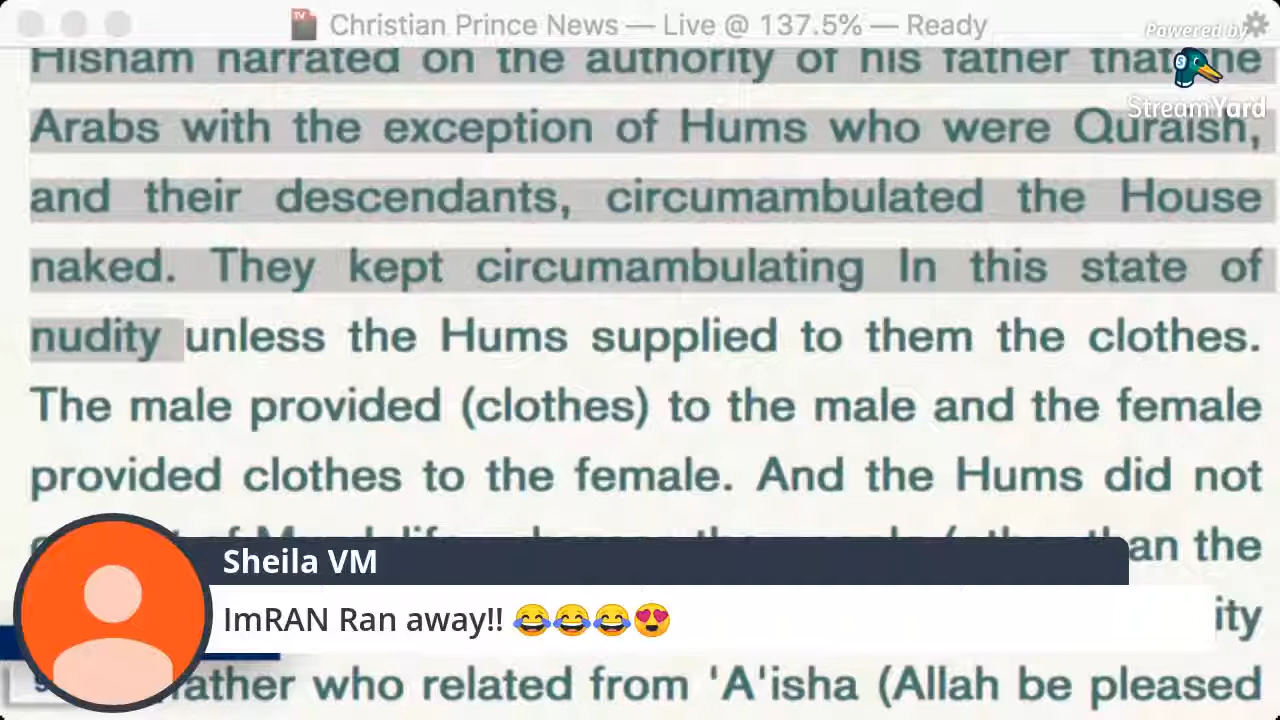 Christian Prince News — Live @ 137.5% — Ready
Powered by
StreamYard
Hisham narrated on the authority of his father that the
Arabs with the exception of Hums who were Quraish,
and their descendants, circumambulated the House
naked. They kept circumambulating In this state of
nudity unless the Hums supplied to them the clothes.
The male provided (clothes) to the male and the female
provided clothes to the female. And the Hums did not
than the
Sheila VM
ImRAN Ran away!! 😂😂😂😍
father who related from 'A'isha (Allah be pleased